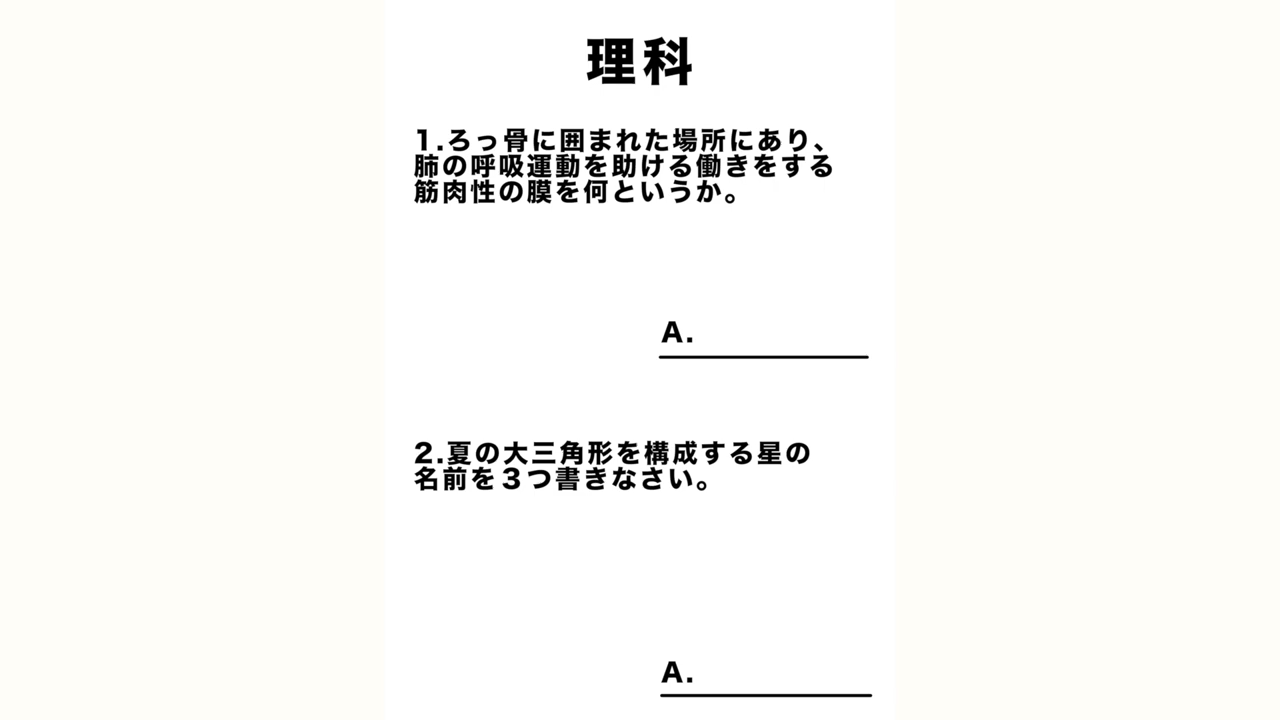 理科
1.ろっ骨に囲まれた場所にあり、
肺の呼吸運動を助ける働きをする
筋肉性の膜を何というか。
A.
2.夏の大三角形を構成する星の
名前を３つ書きなさい。
A.